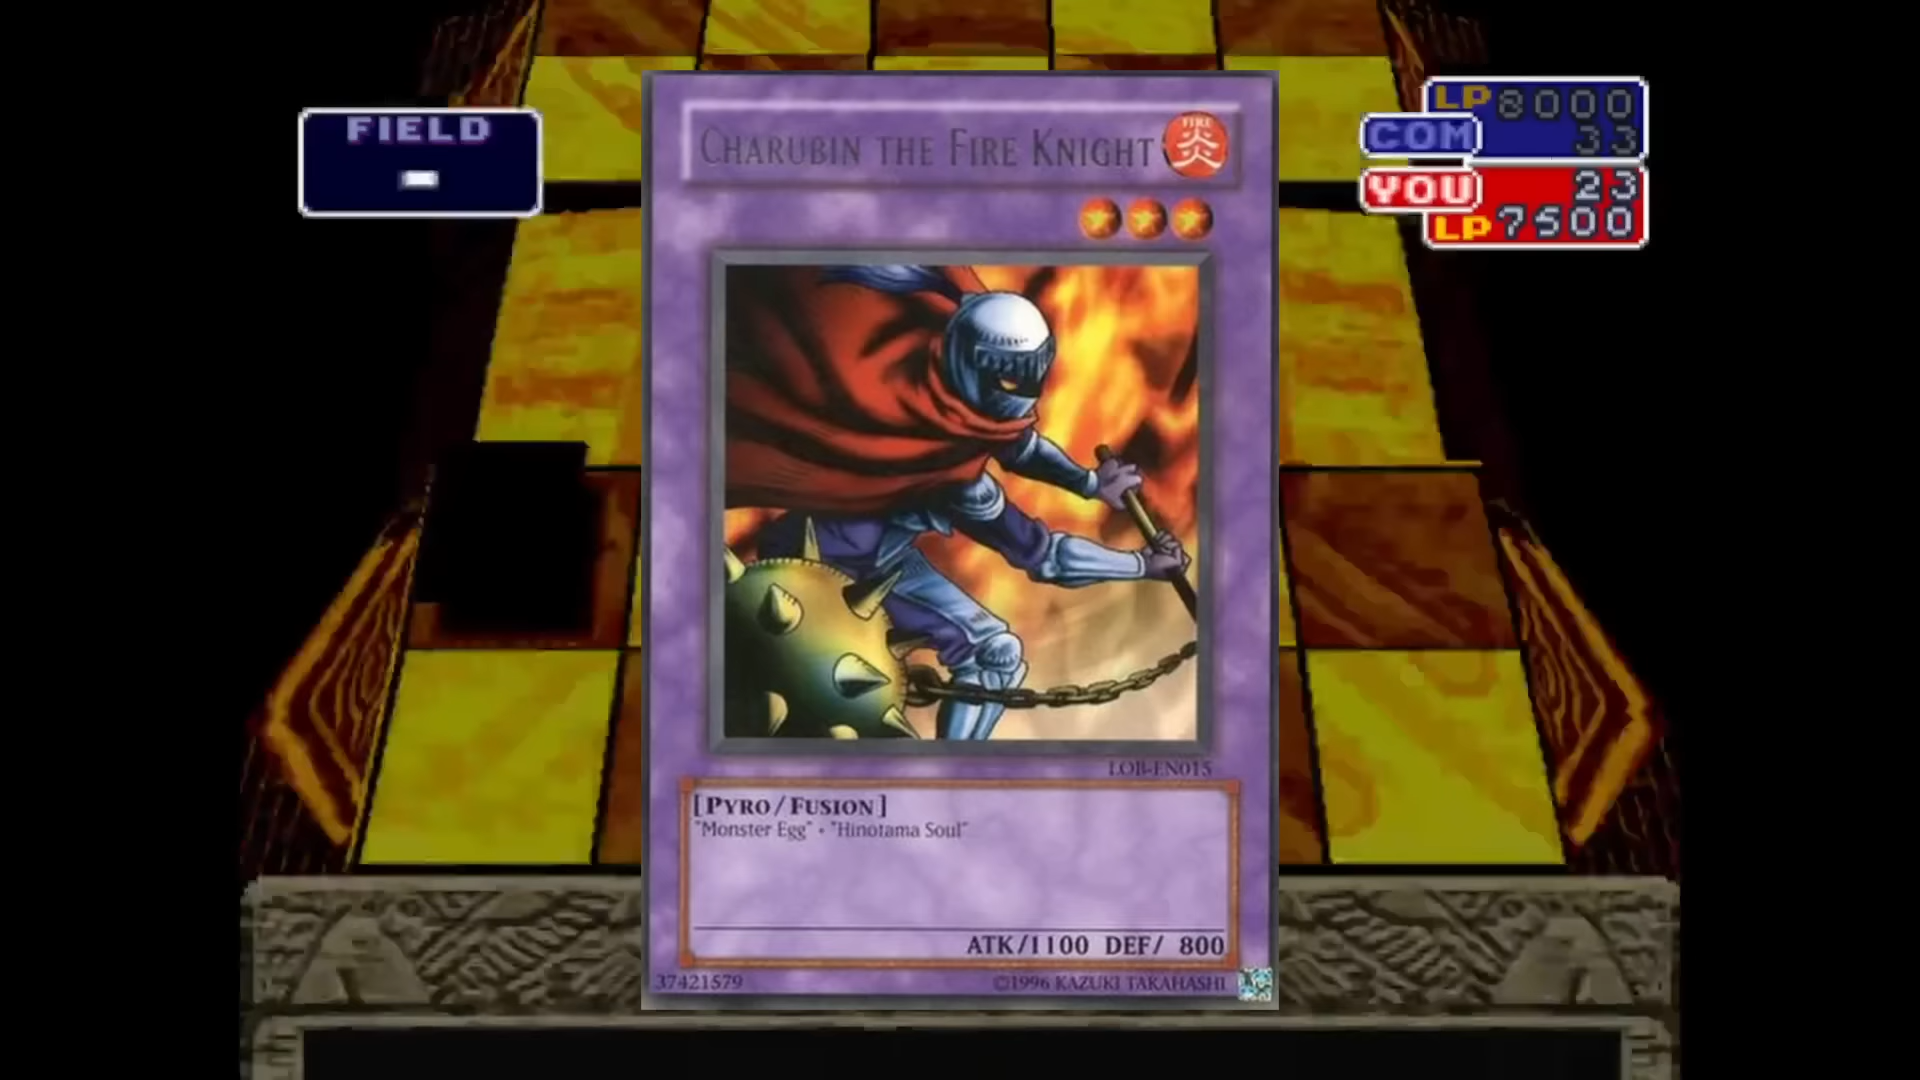 FIELD
LP 8000
COM 33
YOU 23
LP 7500
CHARUBIN THE FIRE KNIGHT
FIRE
炎
LOB-EN015
[PYRO/FUSION]
"Monster Egg" + "Hinotama Soul"
ATK/1100 DEF/ 800
37421579
©1996 KAZUKI TAKAHASHI